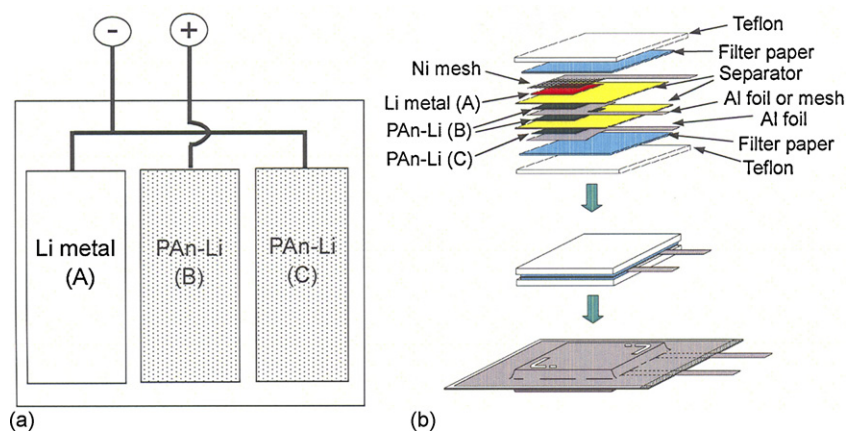 -
+
Li metal
(A)
PAn-Li
(B)
PAn-Li
(C)
(a)
Teflon
Filter paper
Ni mesh
Separator
Li metal (A)
Al foil or mesh
PAn-Li (B)
Al foil
PAn-Li (C)
Filter paper
Teflon
(b)